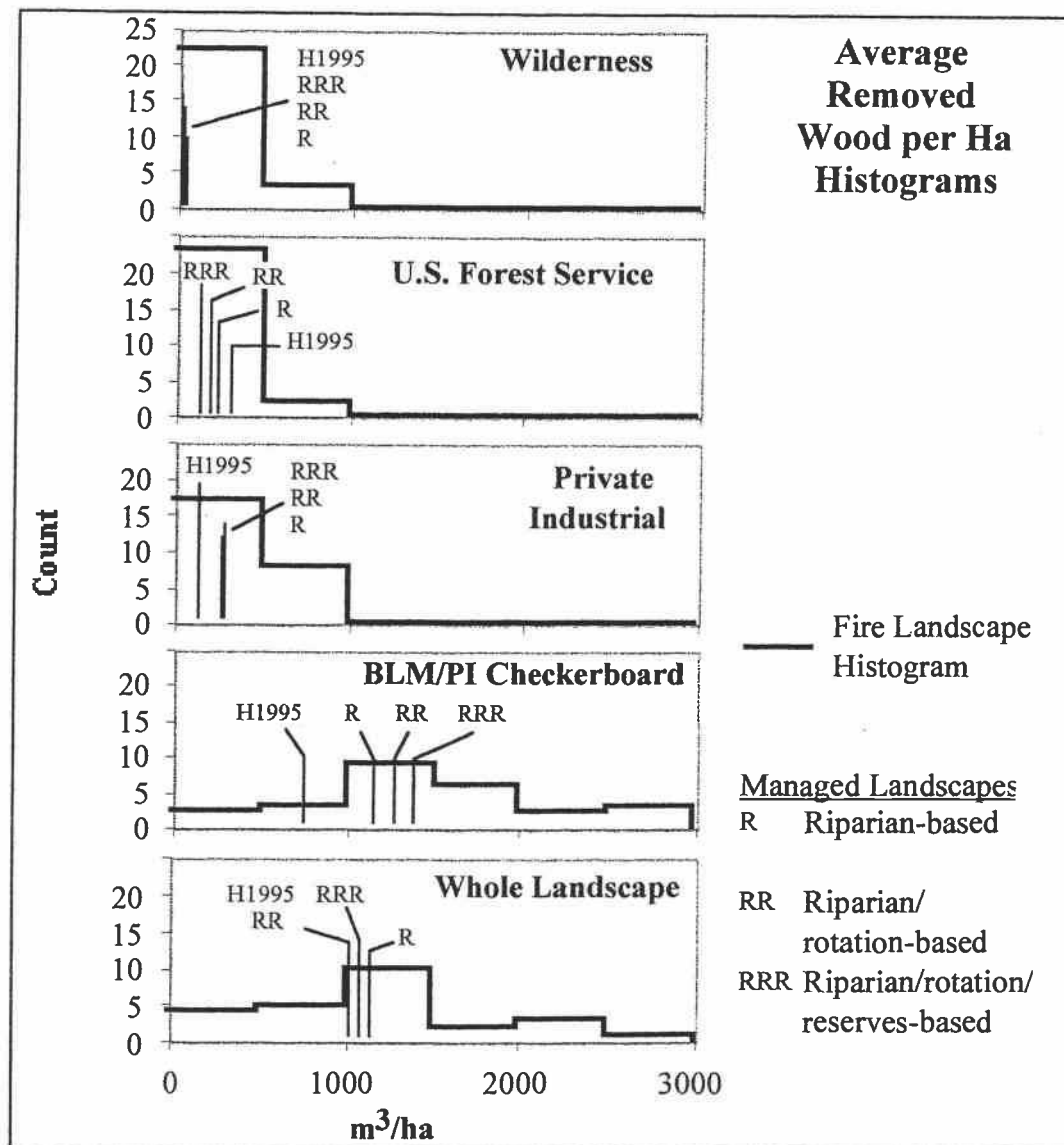 Average
Removed
Wood per Ha
Histograms
Count
25
20
15
10
5
0
Wilderness
H1995
RRR
RR
R
20
15
10
5
0
U.S. Forest Service
RRR
RR
R
H1995
20
15
10
5
0
Private
Industrial
H1995
RRR
RR
R
20
15
10
5
0
BLM/PI Checkerboard
H1995 R RR RRR
20
15
10
5
0
Whole Landscape
H1995 RRR
RR R
0 1000 2000 3000
m³/ha
Fire Landscape
Histogram
Managed Landscapes
R Riparian-based
RR Riparian/
rotation-based
RRR Riparian/rotation/
reserves-based